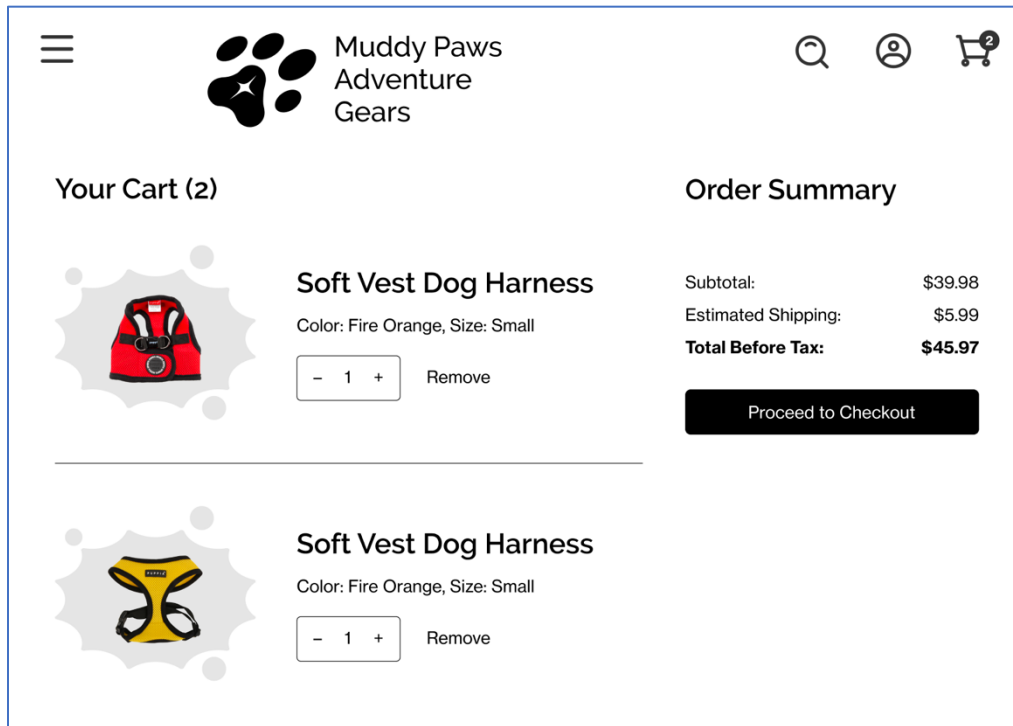 Muddy Paws
Adventure
Gears
2
Your Cart (2)
Soft Vest Dog Harness
Color: Fire Orange, Size: Small
– 1 +
Remove
PUPPIA
Soft Vest Dog Harness
Color: Fire Orange, Size: Small
– 1 +
Remove
Order Summary
Subtotal: $39.98
Estimated Shipping: $5.99
Total Before Tax: $45.97
Proceed to Checkout